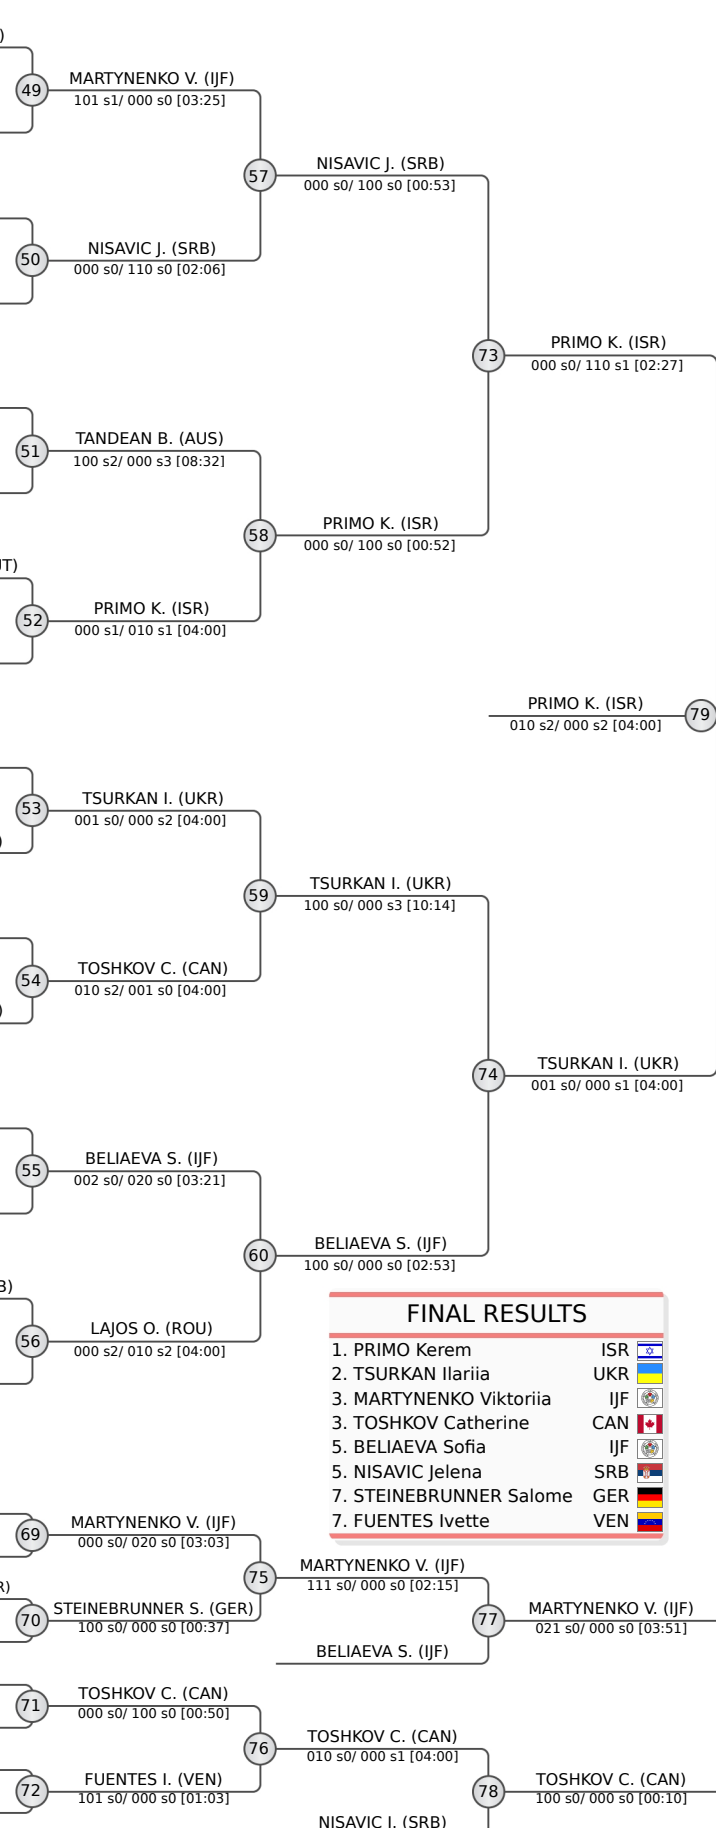 )
49
MARTYNENKO V. (IJF)
101 s1/ 000 s0 [03:25]
57
NISAVIC J. (SRB)
000 s0/ 100 s0 [00:53]
50
NISAVIC J. (SRB)
000 s0/ 110 s0 [02:06]
73
PRIMO K. (ISR)
000 s0/ 110 s1 [02:27]
51
TANDEAN B. (AUS)
100 s2/ 000 s3 [08:32]
58
PRIMO K. (ISR)
000 s0/ 100 s0 [00:52]
T)
52
PRIMO K. (ISR)
000 s1/ 010 s1 [04:00]
PRIMO K. (ISR)
010 s2/ 000 s2 [04:00]
79
53
TSURKAN I. (UKR)
001 s0/ 000 s2 [04:00]
)
59
TSURKAN I. (UKR)
100 s0/ 000 s3 [10:14]
54
TOSHKOV C. (CAN)
010 s2/ 001 s0 [04:00]
)
74
TSURKAN I. (UKR)
001 s0/ 000 s1 [04:00]
55
BELIAEVA S. (IJF)
002 s0/ 020 s0 [03:21]
60
BELIAEVA S. (IJF)
100 s0/ 000 s0 [02:53]
B)
56
LAJOS O. (ROU)
000 s2/ 010 s2 [04:00]
FINAL RESULTS
1. PRIMO Kerem ISR
2. TSURKAN Ilariia UKR
3. MARTYNENKO Viktoriia IJF
3. TOSHKOV Catherine CAN
5. BELIAEVA Sofia IJF
5. NISAVIC Jelena SRB
7. STEINEBRUNNER Salome GER
7. FUENTES Ivette VEN
69
MARTYNENKO V. (IJF)
000 s0/ 020 s0 [03:03]
75
MARTYNENKO V. (IJF)
111 s0/ 000 s0 [02:15]
R)
70
STEINEBRUNNER S. (GER)
100 s0/ 000 s0 [00:37]
77
MARTYNENKO V. (IJF)
021 s0/ 000 s0 [03:51]
BELIAEVA S. (IJF)
71
TOSHKOV C. (CAN)
000 s0/ 100 s0 [00:50]
76
TOSHKOV C. (CAN)
010 s0/ 000 s1 [04:00]
72
FUENTES I. (VEN)
101 s0/ 000 s0 [01:03]
78
TOSHKOV C. (CAN)
100 s0/ 000 s0 [00:10]
NISAVIC J. (SRB)